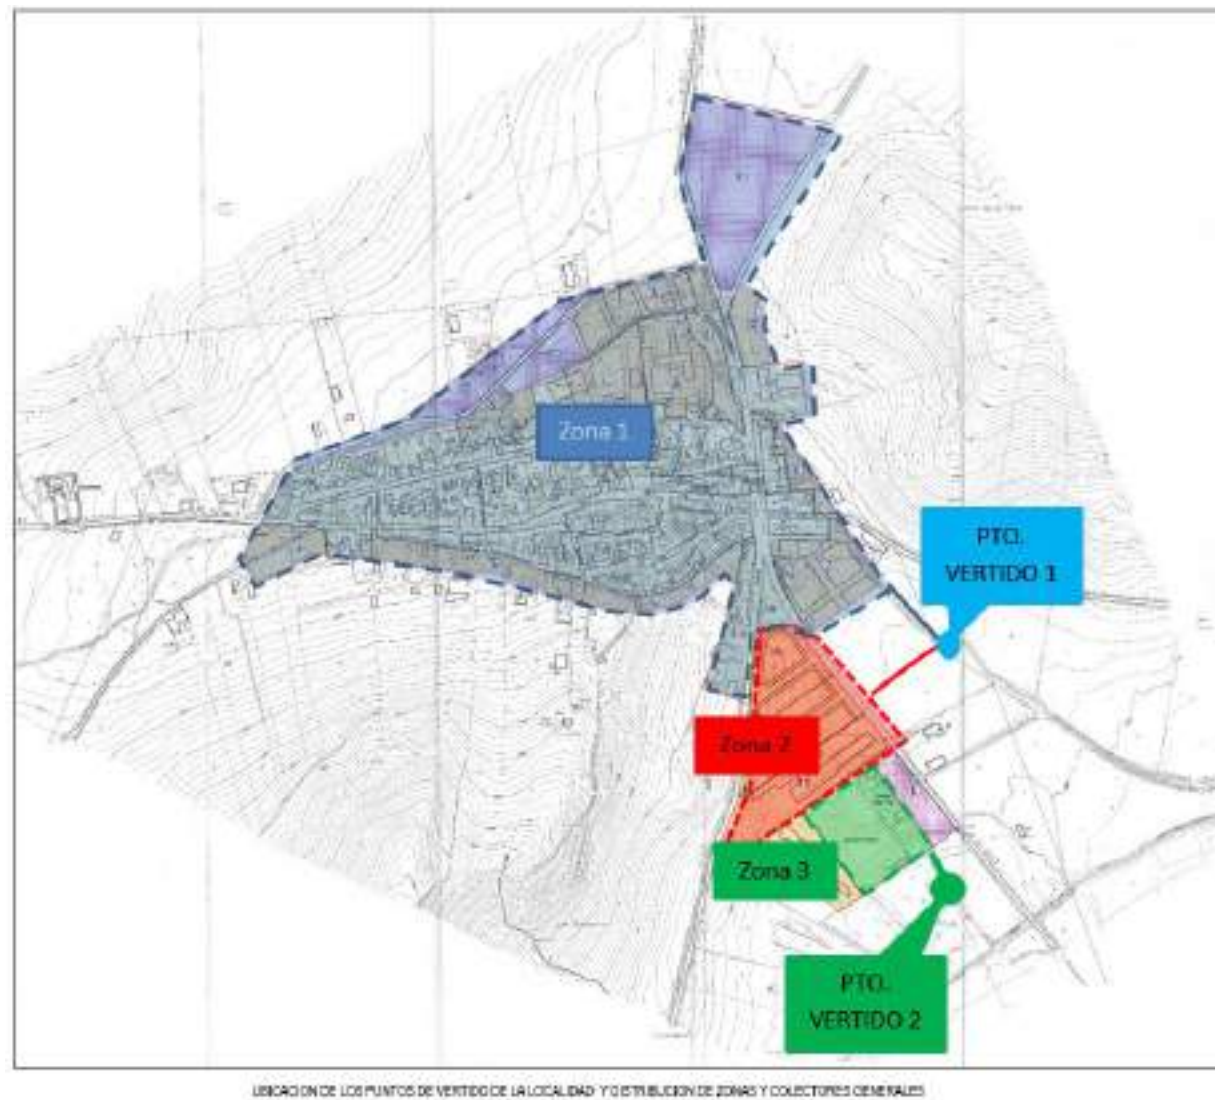 Zona 1
PTO.
VERTIDO 1
Zona 2
Zona 3
PTO.
VERTIDO 2
UBICACION DE LOS PUNTOS DE VERTIDO DE LA LOCALIDAD Y DISTRIBUCION DE ZONAS Y COLECTORES GENERALES